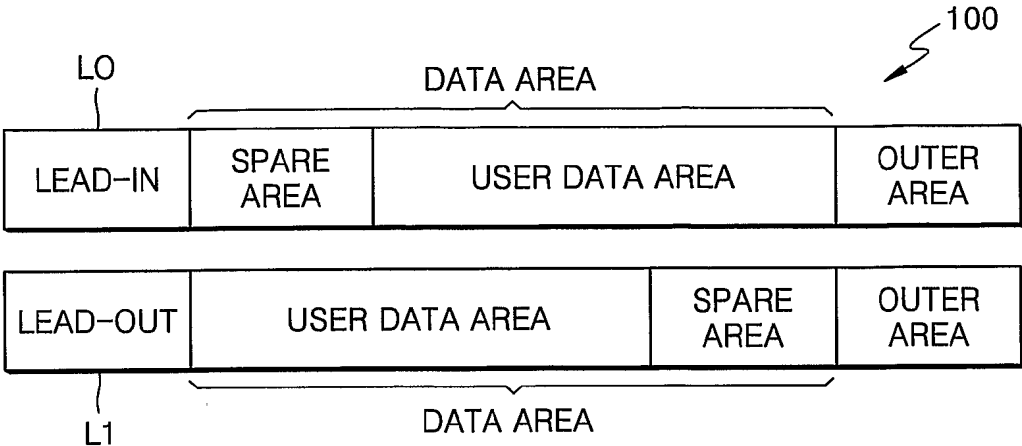 100
L0
DATA AREA
LEAD-IN
SPARE
AREA
USER DATA AREA
OUTER
AREA
LEAD-OUT
USER DATA AREA
SPARE
AREA
OUTER
AREA
DATA AREA
L1